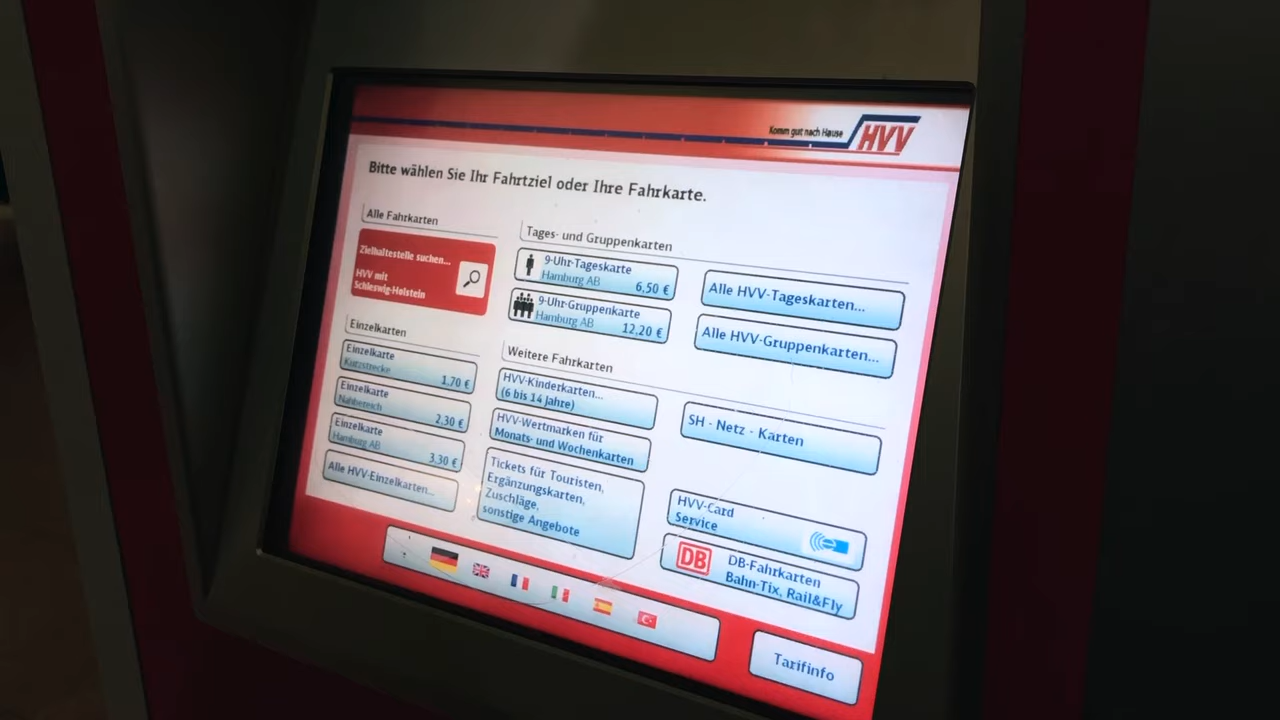 Komm gut nach Hause
HVV
Bitte wählen Sie Ihr Fahrtziel oder Ihre Fahrkarte.
Alle Fahrkarten
Zielhaltestelle suchen...
HVV mit
Schleswig-Holstein
Einzelkarten
Einzelkarte
Kurzstrecke
1,70 €
Einzelkarte
Nahbereich
2,30 €
Einzelkarte
Hamburg AB
3,30 €
Alle HVV-Einzelkarten...
Tages- und Gruppenkarten
9-Uhr-Tageskarte
Hamburg AB
6,50 €
9-Uhr-Gruppenkarte
Hamburg AB
12,20 €
Alle HVV-Tageskarten...
Alle HVV-Gruppenkarten...
Weitere Fahrkarten
HVV-Kinderkarten...
(6 bis 14 Jahre)
HVV-Wertmarken für
Monats- und Wochenkarten
Tickets für Touristen,
Ergänzungskarten,
Zuschläge,
sonstige Angebote
SH - Netz - Karten
HVV-Card
Service
DB
DB-Fahrkarten
Bahn-Tix, Rail&Fly
Tarifinfo